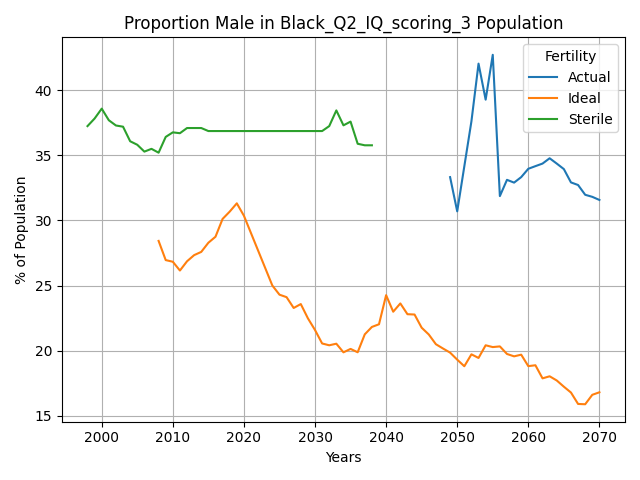 Proportion Male in Black_Q2_IQ_scoring_3 Population
Fertility
Actual
Ideal
Sterile
% of Population
40
35
30
25
20
15
2000
2010
2020
2030
2040
2050
2060
2070
Years